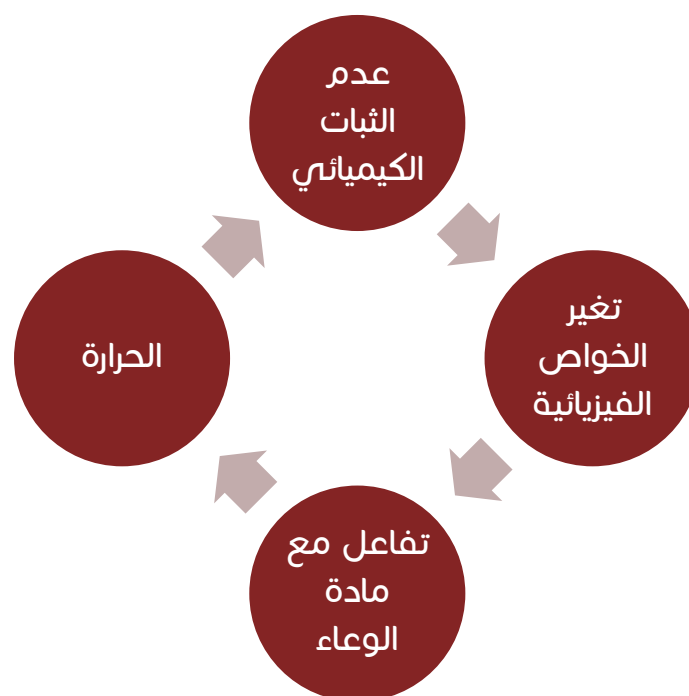 عدم
الثبات
الكيميائي
تغير
الخواص
الفيزيائية
تفاعل مع
مادة
الوعاء
الحرارة